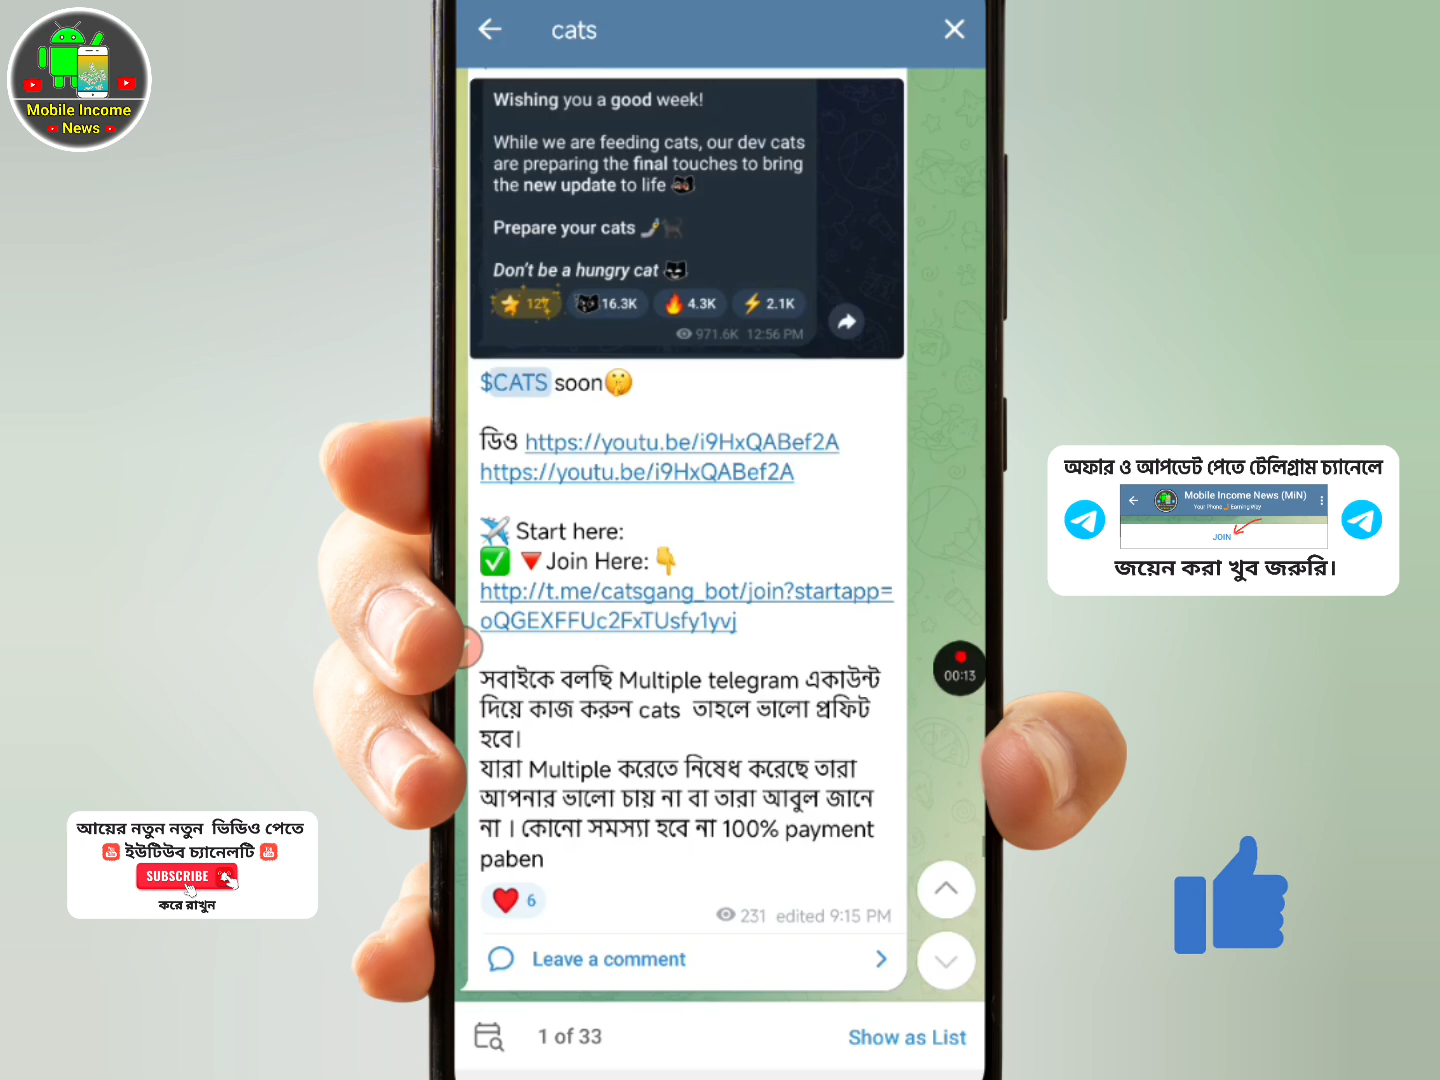 Mobile Income
News
cats
Wishing you a good week!
While we are feeding cats, our dev cats
are preparing the final touches to bring
the new update to life
Prepare your cats
Don't be a hungry cat
127 16.3K 4.3K 2.1K
971.6K 12:56 PM
$CATS soon
ডিও https://youtu.be/i9HxQABef2A
https://youtu.be/i9HxQABef2A
Start here:
Join Here:
http://t.me/catsgang_bot/join?startapp=
oQGEXFFUc2FxTUsfy1yvj
00:13
সবাইকে বলছি Multiple telegram একাউন্ট
দিয়ে কাজ করুন cats তাহলে ভালো প্রফিট
হবে।
যারা Multiple করেতে নিষেধ করেছে তারা
আপনার ভালো চায় না বা তারা আবুল জানে
না । কোনো সমস্যা হবে না 100% payment
paben
6
231 edited 9:15 PM
Leave a comment
1 of 33
Show as List
অফার ও আপডেট পেতে টেলিগ্রাম চ্যানেলে
Mobile Income News (MiN)
Your Phone Earning Way
JOIN
জয়েন করা খুব জরুরি।
আয়ের নতুন নতুন ভিডিও পেতে
ইউটিউব চ্যানেলটি
SUBSCRIBE
করে রাখুন